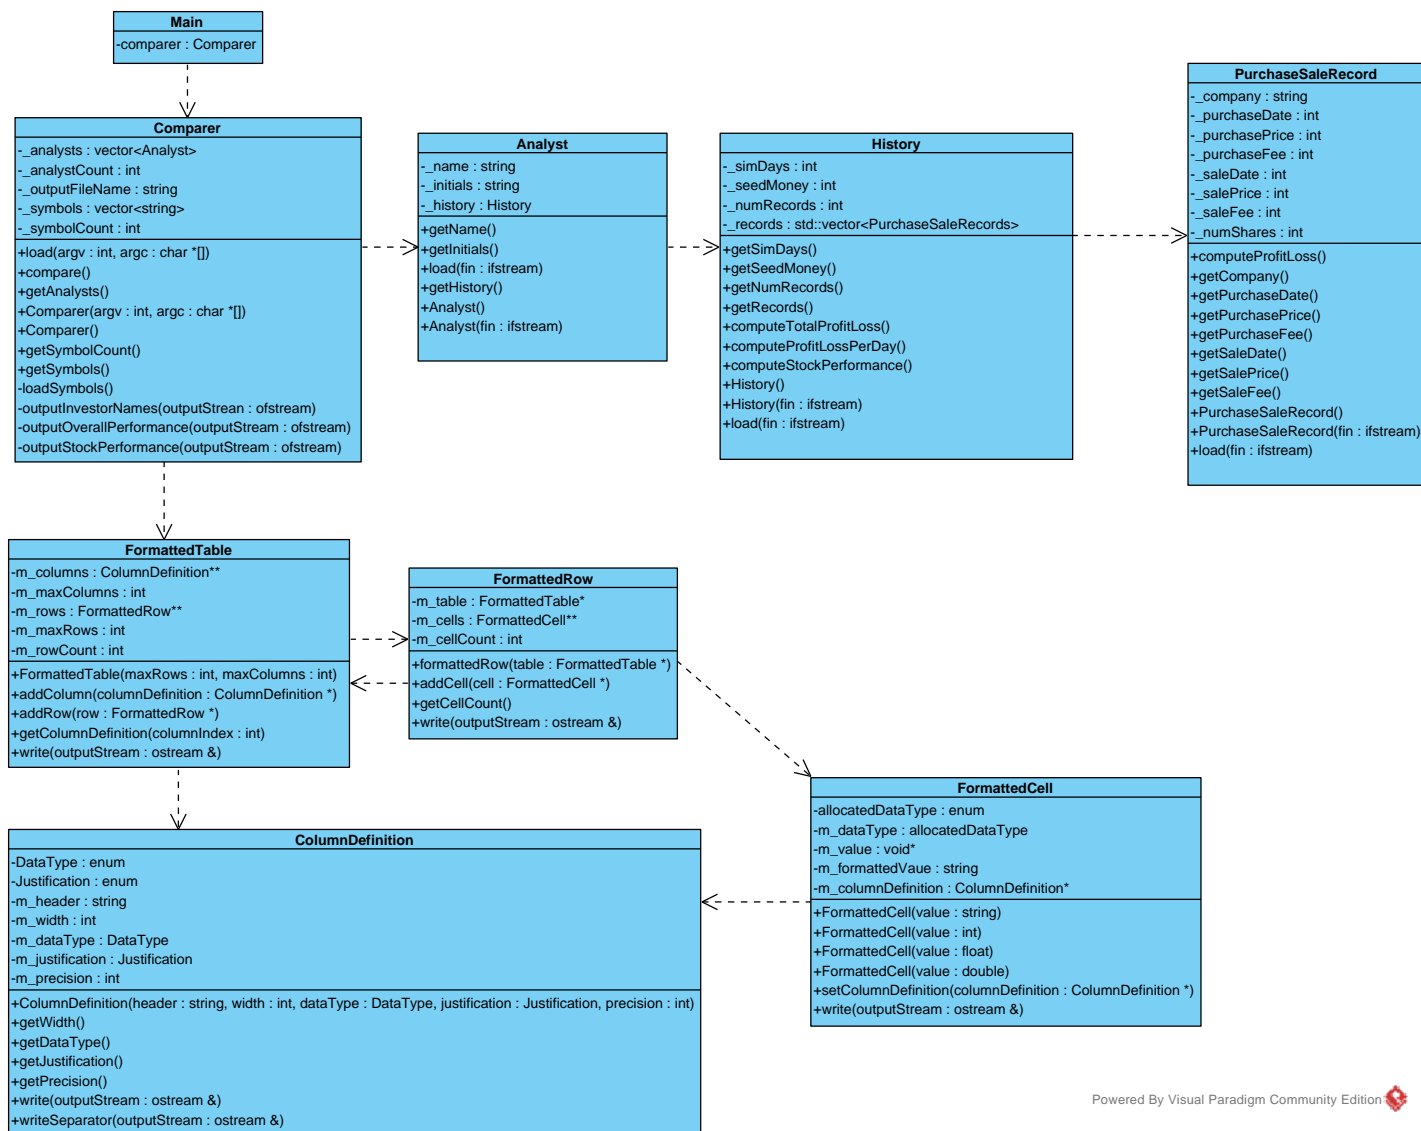 Main
-comparer : Comparer
Comparer
-_analysts : vector<Analyst>
-_analystCount : int
-_outputFileName : string
-_symbols : vector<string>
-_symbolCount : int
+load(argv : int, argc : char *[])
+compare()
+getAnalysts()
+Comparer(argv : int, argc : char *[])
+Comparer()
+getSymbolCount()
+getSymbols()
-loadSymbols()
-outputInvestorNames(outputStrean : ofstream)
-outputOverallPerformance(outputStream : ofstream)
-outputStockPerformance(outputStream : ofstream)
Analyst
-_name : string
-_initials : string
-_history : History
+getName()
+getInitials()
+load(fin : ifstream)
+getHistory()
+Analyst()
+Analyst(fin : ifstream)
History
-_simDays : int
-_seedMoney : int
-_numRecords : int
-_records : std::vector<PurchaseSaleRecords>
+getSimDays()
+getSeedMoney()
+getNumRecords()
+getRecords()
+computeTotalProfitLoss()
+computeProfitLossPerDay()
+computeStockPerformance()
+History()
+History(fin : ifstream)
+load(fin : ifstream)
PurchaseSaleRecord
-_company : string
-_purchaseDate : int
-_purchasePrice : int
-_purchaseFee : int
-_saleDate : int
-_salePrice : int
-_saleFee : int
-_numShares : int
+computeProfitLoss()
+getCompany()
+getPurchaseDate()
+getPurchasePrice()
+getPurchaseFee()
+getSaleDate()
+getSalePrice()
+getSaleFee()
+PurchaseSaleRecord()
+PurchaseSaleRecord(fin : ifstream)
+load(fin : ifstream)
FormattedTable
-m_columns : ColumnDefinition**
-m_maxColumns : int
-m_rows : FormattedRow**
-m_maxRows : int
-m_rowCount : int
+FormattedTable(maxRows : int, maxColumns : int)
+addColumn(columnDefinition : ColumnDefinition *)
+addRow(row : FormattedRow *)
+getColumnDefinition(columnIndex : int)
+write(outputStream : ostream &)
FormattedRow
-m_table : FormattedTable*
-m_cells : FormattedCell**
-m_cellCount : int
+formattedRow(table : FormattedTable *)
+addCell(cell : FormattedCell *)
+getCellCount()
+write(outputStream : ostream &)
FormattedCell
-allocatedDataType : enum
-m_dataType : allocatedDataType
-m_value : void*
-m_formattedVaue : string
-m_columnDefinition : ColumnDefinition*
+FormattedCell(value : string)
+FormattedCell(value : int)
+FormattedCell(value : float)
+FormattedCell(value : double)
+setColumnDefinition(columnDefinition : ColumnDefinition *)
+write(outputStream : ostream &)
ColumnDefinition
-DataType : enum
-Justification : enum
-m_header : string
-m_width : int
-m_dataType : DataType
-m_justification : Justification
-m_precision : int
+ColumnDefinition(header : string, width : int, dataType : DataType, justification : Justification, precision : int)
+getWidth()
+getDataType()
+getJustification()
+getPrecision()
+write(outputStream : ostream &)
+writeSeparator(outputStream : ostream &)
Powered By Visual Paradigm Community Edition